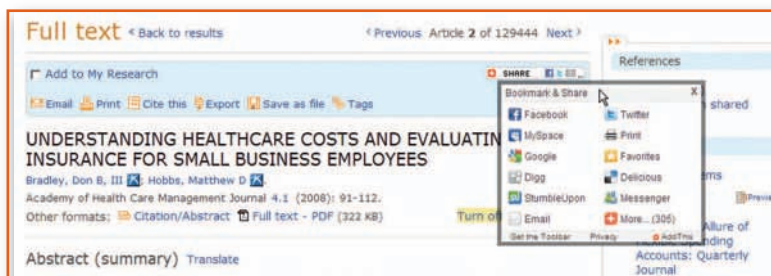 Full text < Back to results
< Previous Article 2 of 129444 Next >
Add to My Research
SHARE
Email Print Cite this Export Save as file Tags
UNDERSTANDING HEALTHCARE COSTS AND EVALUATIN
INSURANCE FOR SMALL BUSINESS EMPLOYEES
Bradley, Don B, III; Hobbs, Matthew D.
Academy of Health Care Management Journal 4.1 (2008): 91-112.
Other formats: Citation/Abstract Full text - PDF (322 KB)
Turn of
Abstract (summary) Translate
Bookmark & Share X
Facebook Twitter
MySpace Print
Google Favorites
Digg Delicious
StumbleUpon Messenger
Email More... (305)
Get the Toolbar Privacy AddThis
References
shared
ems
Previe
Allure of
Spending
Accounts: Quarterly
Journal